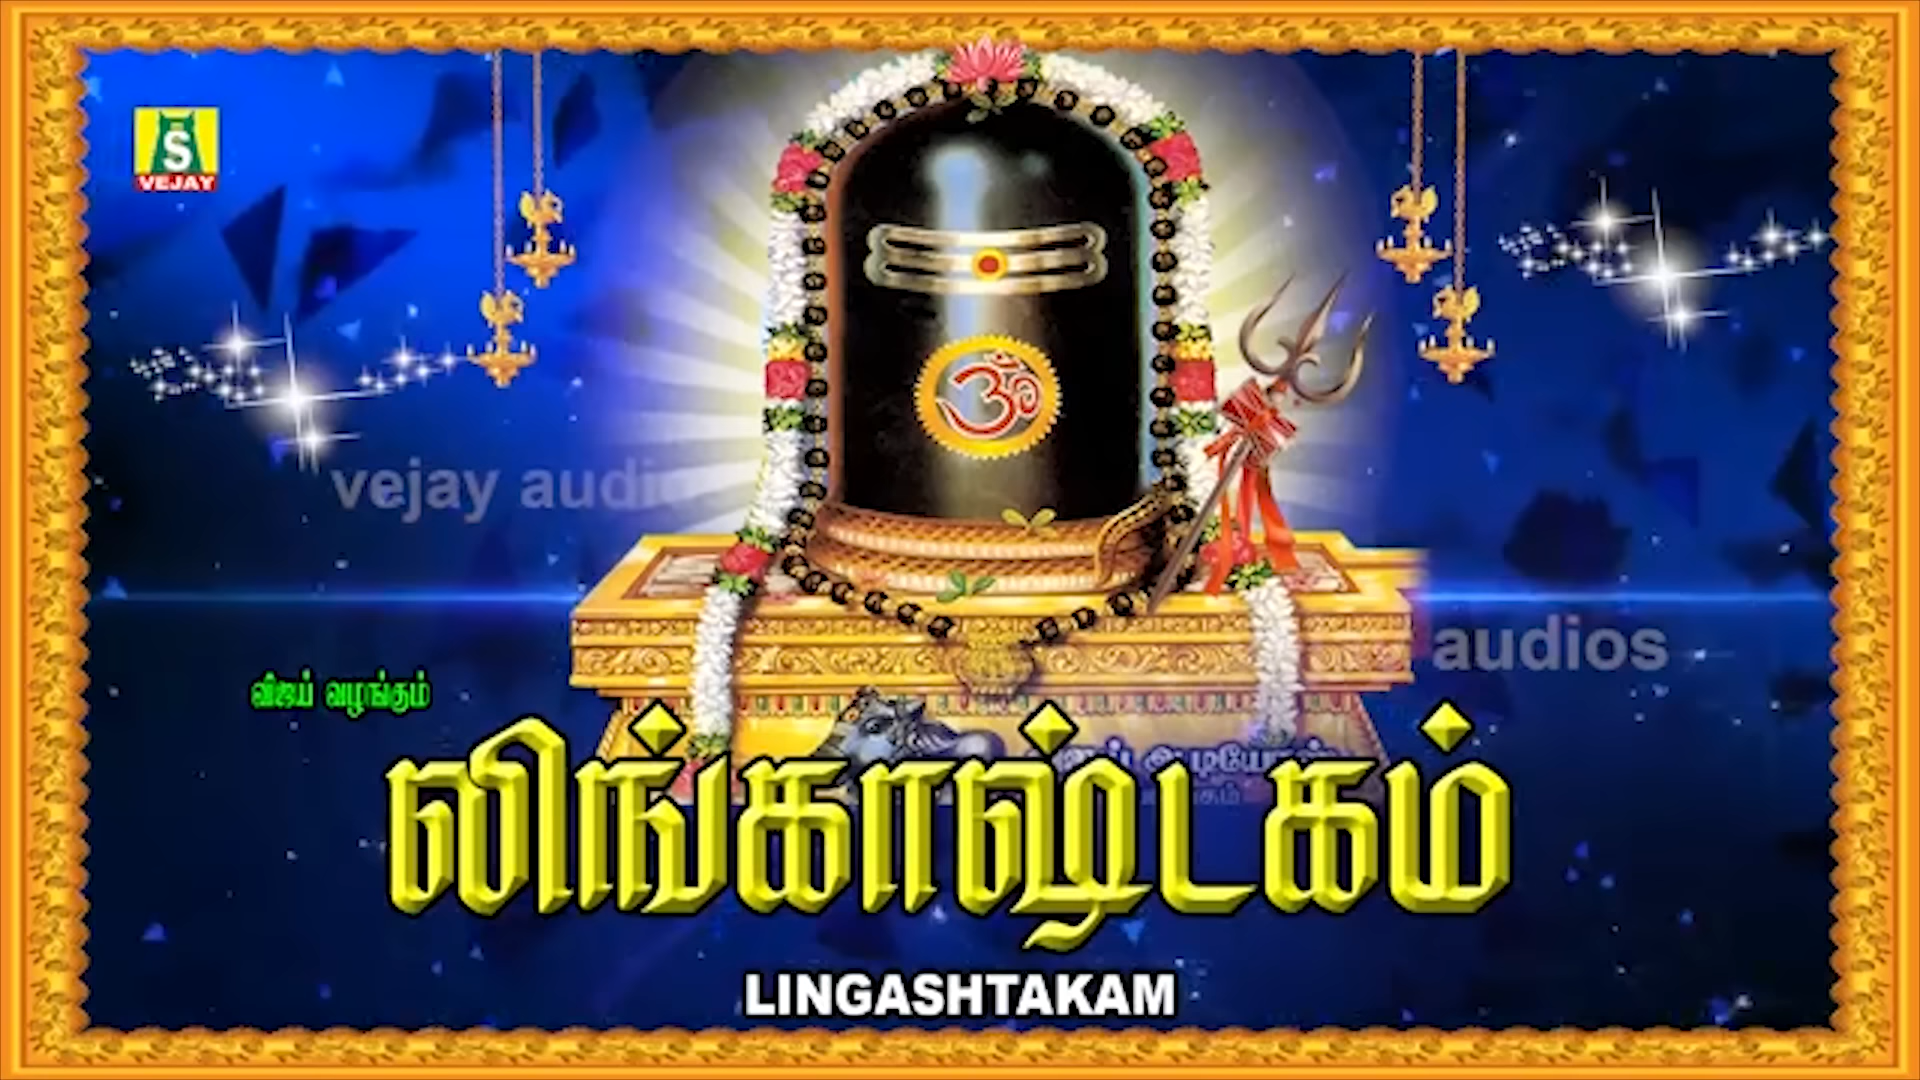 S
VEJAY
ॐ
vejay audio
audios
விஜய் வழங்கும்
லிங்காஷ்டகம்
LINGASHTAKAM